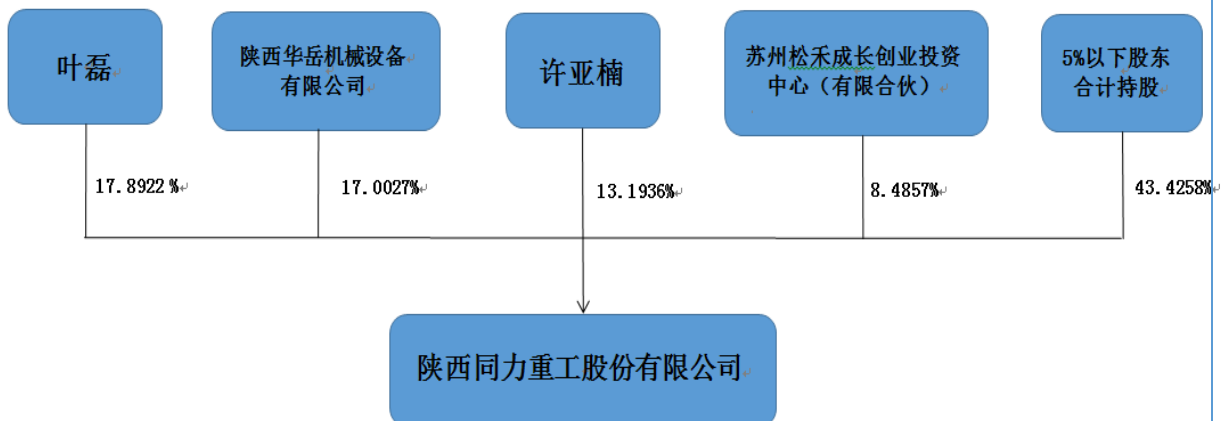 叶磊
陕西华岳机械设备
有限公司
许亚楠
苏州松禾成长创业投资
中心（有限合伙）
5%以下股东
合计持股
17.8922 %
17.0027%
13.1936%
8.4857%
43.4258%
陕西同力重工股份有限公司